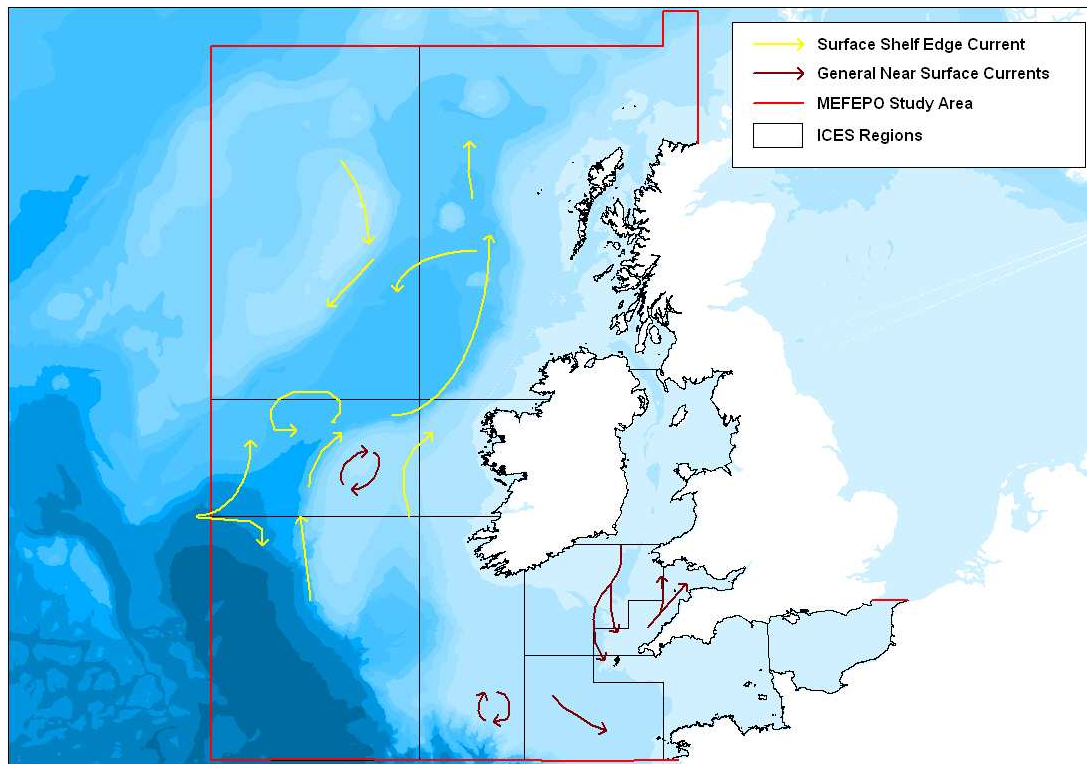 Surface Shelf Edge Current
General Near Surface Currents
MEFEPO Study Area
ICES Regions